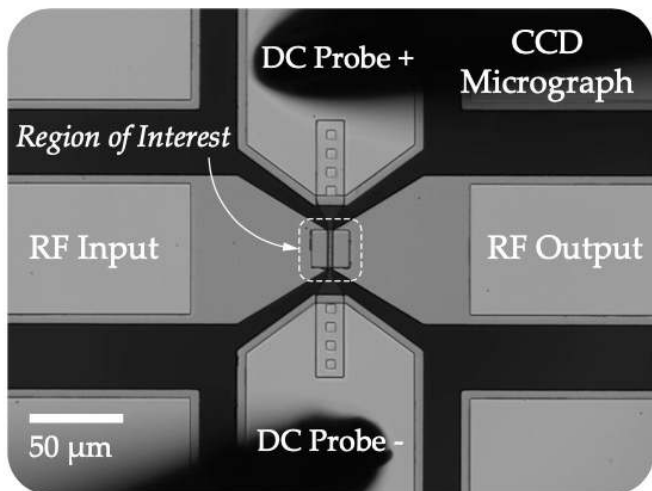 DC Probe +
CCD
Micrograph
Region of Interest
RF Input
RF Output
50 μm
DC Probe -